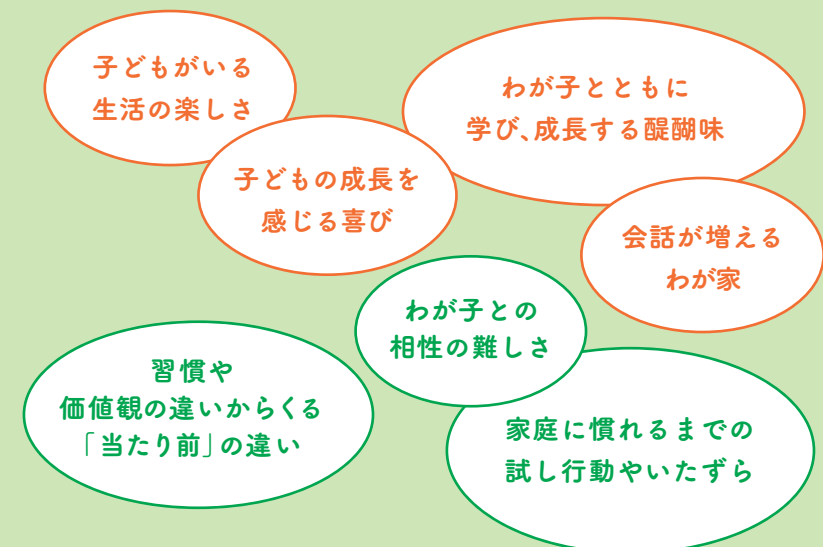 子どもがいる
生活の楽しさ
わが子とともに
学び、成長する醍醐味
子どもの成長を
感じる喜び
会話が増える
わが家
わが子との
相性の難しさ
習慣や
価値観の違いからくる
「当たり前」の違い
家庭に慣れるまでの
試し行動やいたずら